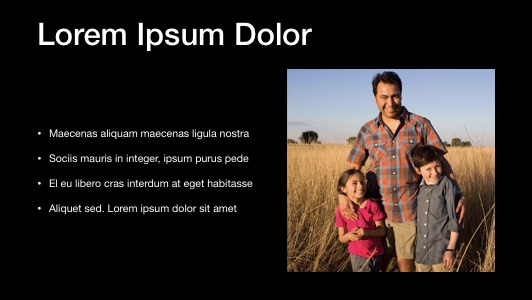 Lorem Ipsum Dolor
• Maecenas aliquam maecenas ligula nostra
• Sociis mauris in integer, ipsum purus pede
• El eu libero cras interdum at eget habitasse
• Aliquet sed. Lorem ipsum dolor sit amet